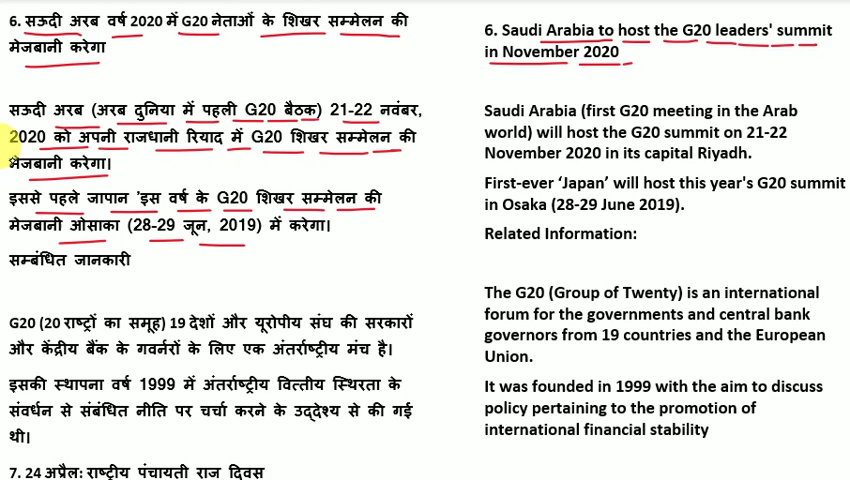 6. सऊदी अरब वर्ष 2020 में G20 नेताओं के शिखर सम्मेलन की
मेजबानी करेगा
सऊदी अरब (अरब दुनिया में पहली G20 बैठक) 21-22 नवंबर,
2020 को अपनी राजधानी रियाद में G20 शिखर सम्मेलन की
मेजबानी करेगा।
इससे पहले जापान 'इस वर्ष के G20 शिखर सम्मेलन की
मेजबानी ओसाका (28-29 जून, 2019) में करेगा।
सम्बंधित जानकारी
G20 (20 राष्ट्रों का समूह) 19 देशों और यूरोपीय संघ की सरकारों
और केंद्रीय बैंक के गवर्नरों के लिए एक अंतर्राष्ट्रीय मंच है।
इसकी स्थापना वर्ष 1999 में अंतर्राष्ट्रीय वित्तीय स्थिरता के
संवर्धन से संबंधित नीति पर चर्चा करने के उद्देश्य से की गई
थी।
7. 24 अप्रैल: राष्ट्रीय पंचायती राज दिवस
6. Saudi Arabia to host the G20 leaders' summit
in November 2020
Saudi Arabia (first G20 meeting in the Arab
world) will host the G20 summit on 21-22
November 2020 in its capital Riyadh.
First-ever ‘Japan’ will host this year's G20 summit
in Osaka (28-29 June 2019).
Related Information:
The G20 (Group of Twenty) is an international
forum for the governments and central bank
governors from 19 countries and the European
Union.
It was founded in 1999 with the aim to discuss
policy pertaining to the promotion of
international financial stability